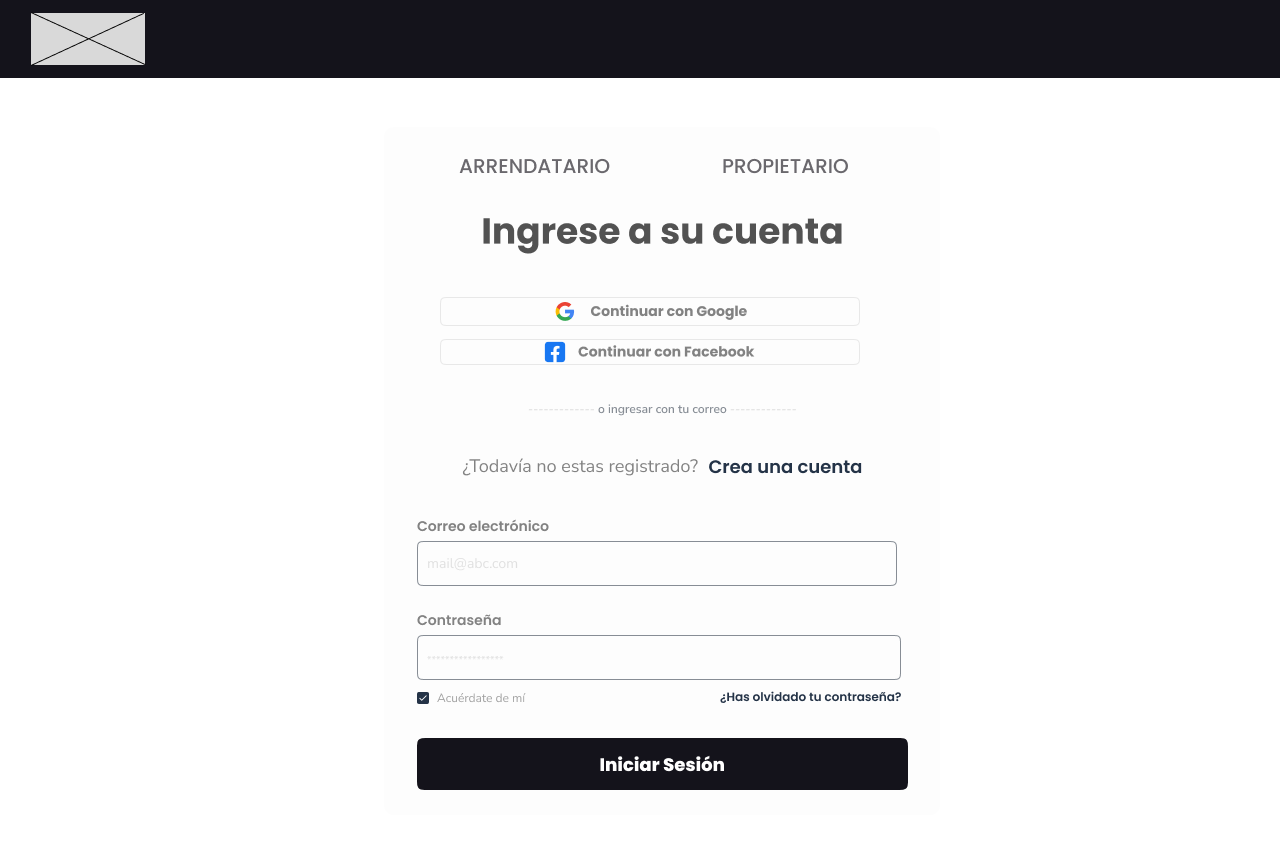 ARRENDATARIO PROPIETARIO
Ingrese a su cuenta
Continuar con Google
Continuar con Facebook
------------- o ingresar con tu correo -------------
¿Todavía no estas registrado? Crea una cuenta
Correo electrónico
mail@abc.com
Contraseña
*****************
Acuérdate de mí ¿Has olvidado tu contraseña?
Iniciar Sesión